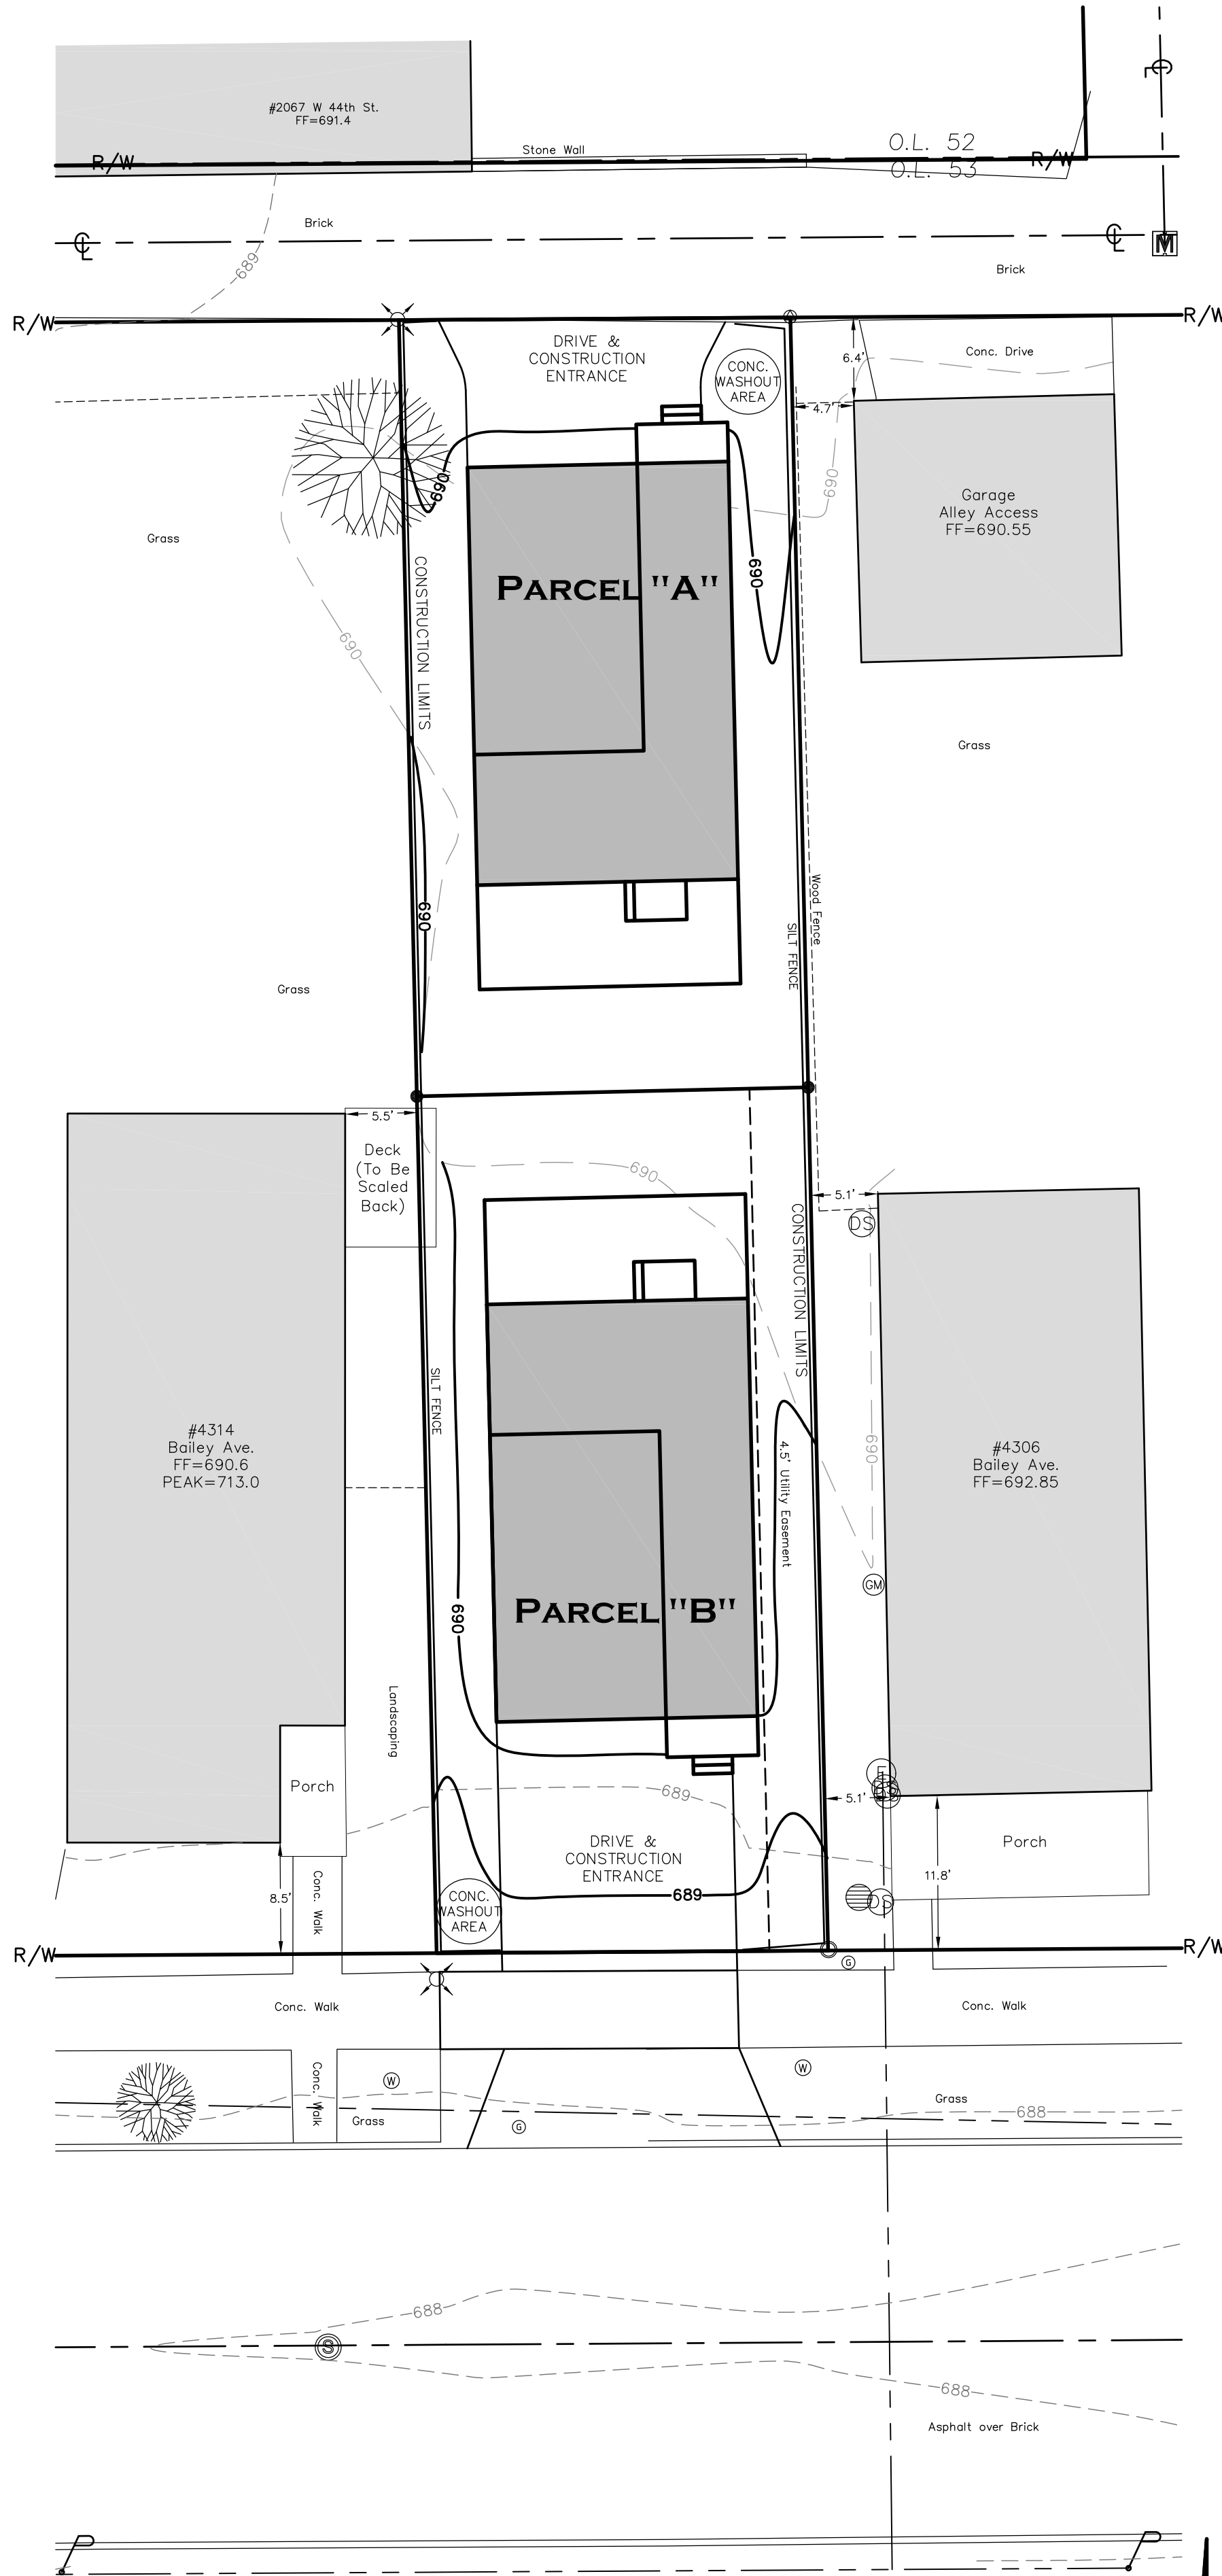 #2067 W 44th St.
FF=691.4
Stone Wall
O.L. 52
O.L. 53
R/W
R/W
Brick
CL
CL
M
689
Brick
R/W
R/W
DRIVE &
CONSTRUCTION
ENTRANCE
CONC.
WASHOUT
AREA
6.4'
Conc. Drive
4.7'
690
690
690
Garage
Alley Access
FF=690.55
Grass
CONSTRUCTION LIMITS
PARCEL "A"
690
690
Grass
Wood Fence
SILT FENCE
690
Grass
5.5'
Deck
(To Be
Scaled
Back)
690
5.1'
DS
CONSTRUCTION LIMITS
SILT FENCE
#4314
Bailey Ave.
FF=690.6
PEAK=713.0
4.5' Utility Easement
690
#4306
Bailey Ave.
FF=692.85
GM
690
PARCEL "B"
Landscaping
Porch
689
E
DS
5.1'
DRIVE &
CONSTRUCTION
ENTRANCE
Porch
11.8'
8.5'
Conc. Walk
CONC.
WASHOUT
AREA
689
DS
R/W
R/W
G
Conc. Walk
Conc. Walk
W
W
Conc. Walk
Grass
G
Grass
688
688
S
688
Asphalt over Brick